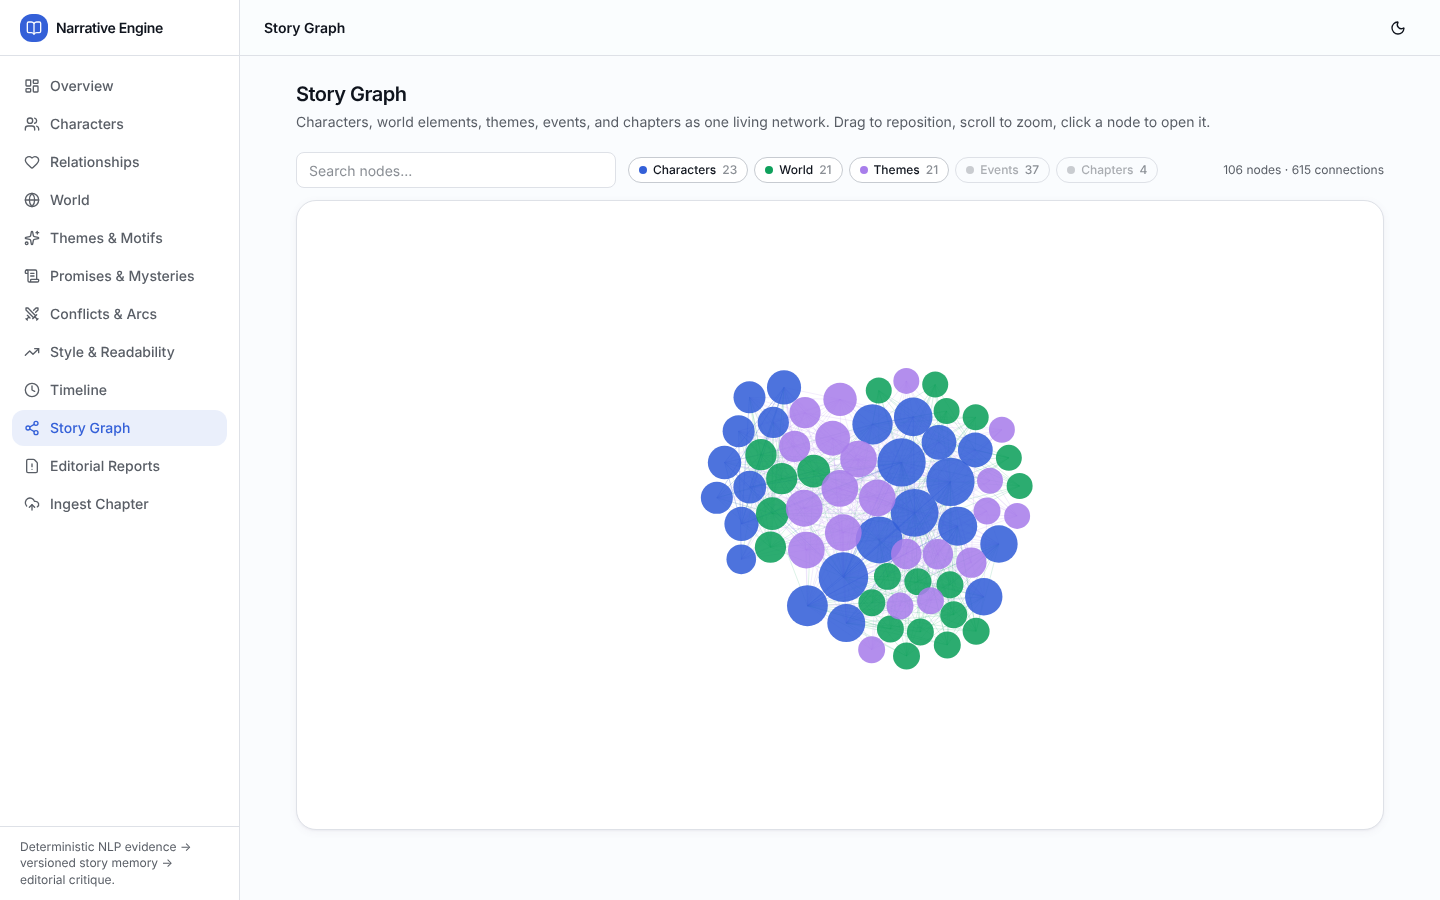 Narrative Engine
Story Graph
Overview
Characters
Relationships
World
Themes & Motifs
Promises & Mysteries
Conflicts & Arcs
Style & Readability
Timeline
Story Graph
Editorial Reports
Ingest Chapter
Deterministic NLP evidence →
versioned story memory →
editorial critique.
Story Graph
Characters, world elements, themes, events, and chapters as one living network. Drag to reposition, scroll to zoom, click a node to open it.
Search nodes...
Characters 23
World 21
Themes 21
Events 37
Chapters 4
106 nodes · 615 connections